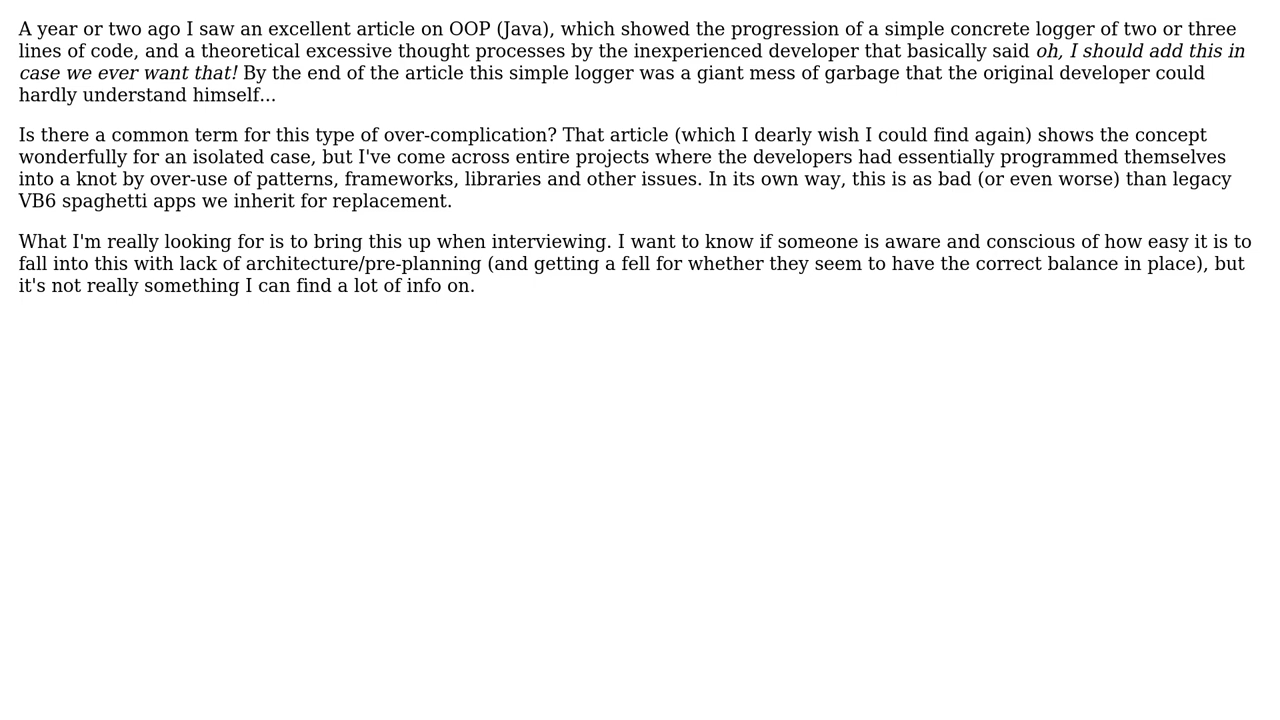 A year or two ago I saw an excellent article on OOP (Java), which showed the progression of a simple concrete logger of two or three
lines of code, and a theoretical excessive thought processes by the inexperienced developer that basically said oh, I should add this in
case we ever want that! By the end of the article this simple logger was a giant mess of garbage that the original developer could
hardly understand himself...
Is there a common term for this type of over-complication? That article (which I dearly wish I could find again) shows the concept
wonderfully for an isolated case, but I've come across entire projects where the developers had essentially programmed themselves
into a knot by over-use of patterns, frameworks, libraries and other issues. In its own way, this is as bad (or even worse) than legacy
VB6 spaghetti apps we inherit for replacement.
What I'm really looking for is to bring this up when interviewing. I want to know if someone is aware and conscious of how easy it is to
fall into this with lack of architecture/pre-planning (and getting a fell for whether they seem to have the correct balance in place), but
it's not really something I can find a lot of info on.